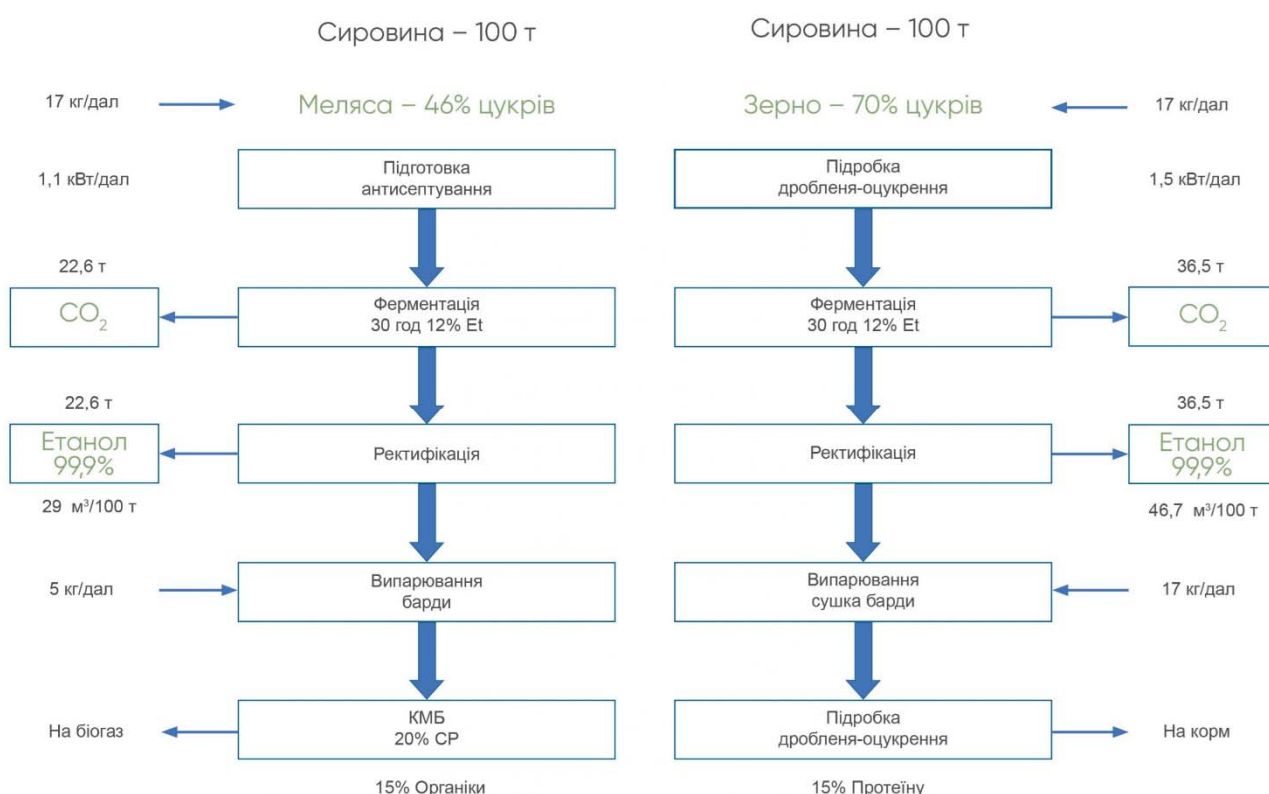 Сировина – 100 т
Сировина – 100 т
17 кг/дал
Меляса – 46% цукрів
Зерно – 70% цукрів
17 кг/дал
1,1 кВт/дал
Підготовка
антисептування
Підробка
дробленя-оцукрення
1,5 кВт/дал
22,6 т
CO₂
Ферментація
30 год 12% Et
Ферментація
30 год 12% Et
36,5 т
CO₂
22,6 т
Етанол
99,9%
29 м³/100 т
Ректифікація
Ректифікація
36,5 т
Етанол
99,9%
46,7 м³/100 т
5 кг/дал
Випарювання
барди
Випарювання
сушка барди
17 кг/дал
На біогаз
КМБ
20% СР
Підробка
дробленя-оцукрення
На корм
15% Органіки
15% Протеїну